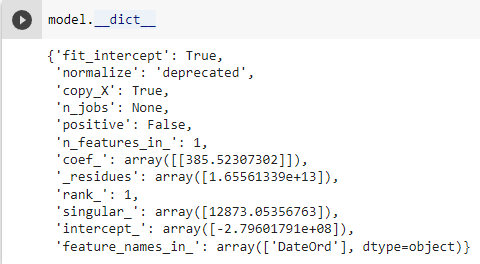 model.__dict__
{'fit_intercept': True,
'normalize': 'deprecated',
'copy_X': True,
'n_jobs': None,
'positive': False,
'n_features_in_': 1,
'coef_': array([[385.52307302]]),
'_residues': array([1.65561339e+13]),
'rank_': 1,
'singular_': array([12873.05356763]),
'intercept_': array([-2.79601791e+08]),
'feature_names_in_': array(['DateOrd'], dtype=object)}